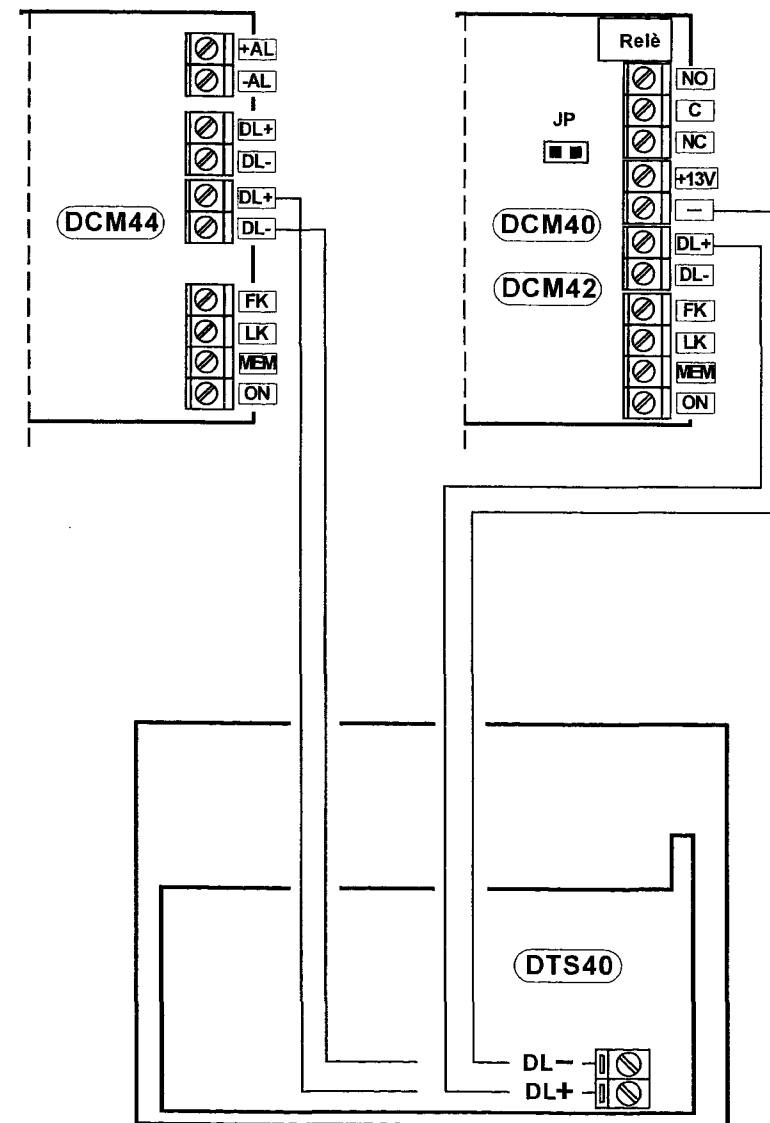 +AL
-AL
DL+
DL-
DL+
DL-
DCM44
FK
LK
MEM
ON
Relè
NO
C
NC
JP
+13V
—
DCM40
DL+
DL-
DCM42
FK
LK
MEM
ON
DTS40
DL−
DL+